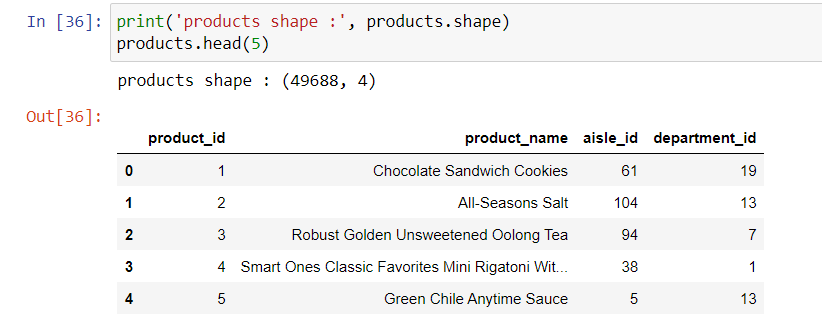 In [36]: print('products shape :', products.shape)
products.head(5)
products shape : (49688, 4)
Out[36]:
product_id product_name aisle_id department_id
0 1 Chocolate Sandwich Cookies 61 19
1 2 All-Seasons Salt 104 13
2 3 Robust Golden Unsweetened Oolong Tea 94 7
3 4 Smart Ones Classic Favorites Mini Rigatoni Wit... 38 1
4 5 Green Chile Anytime Sauce 5 13